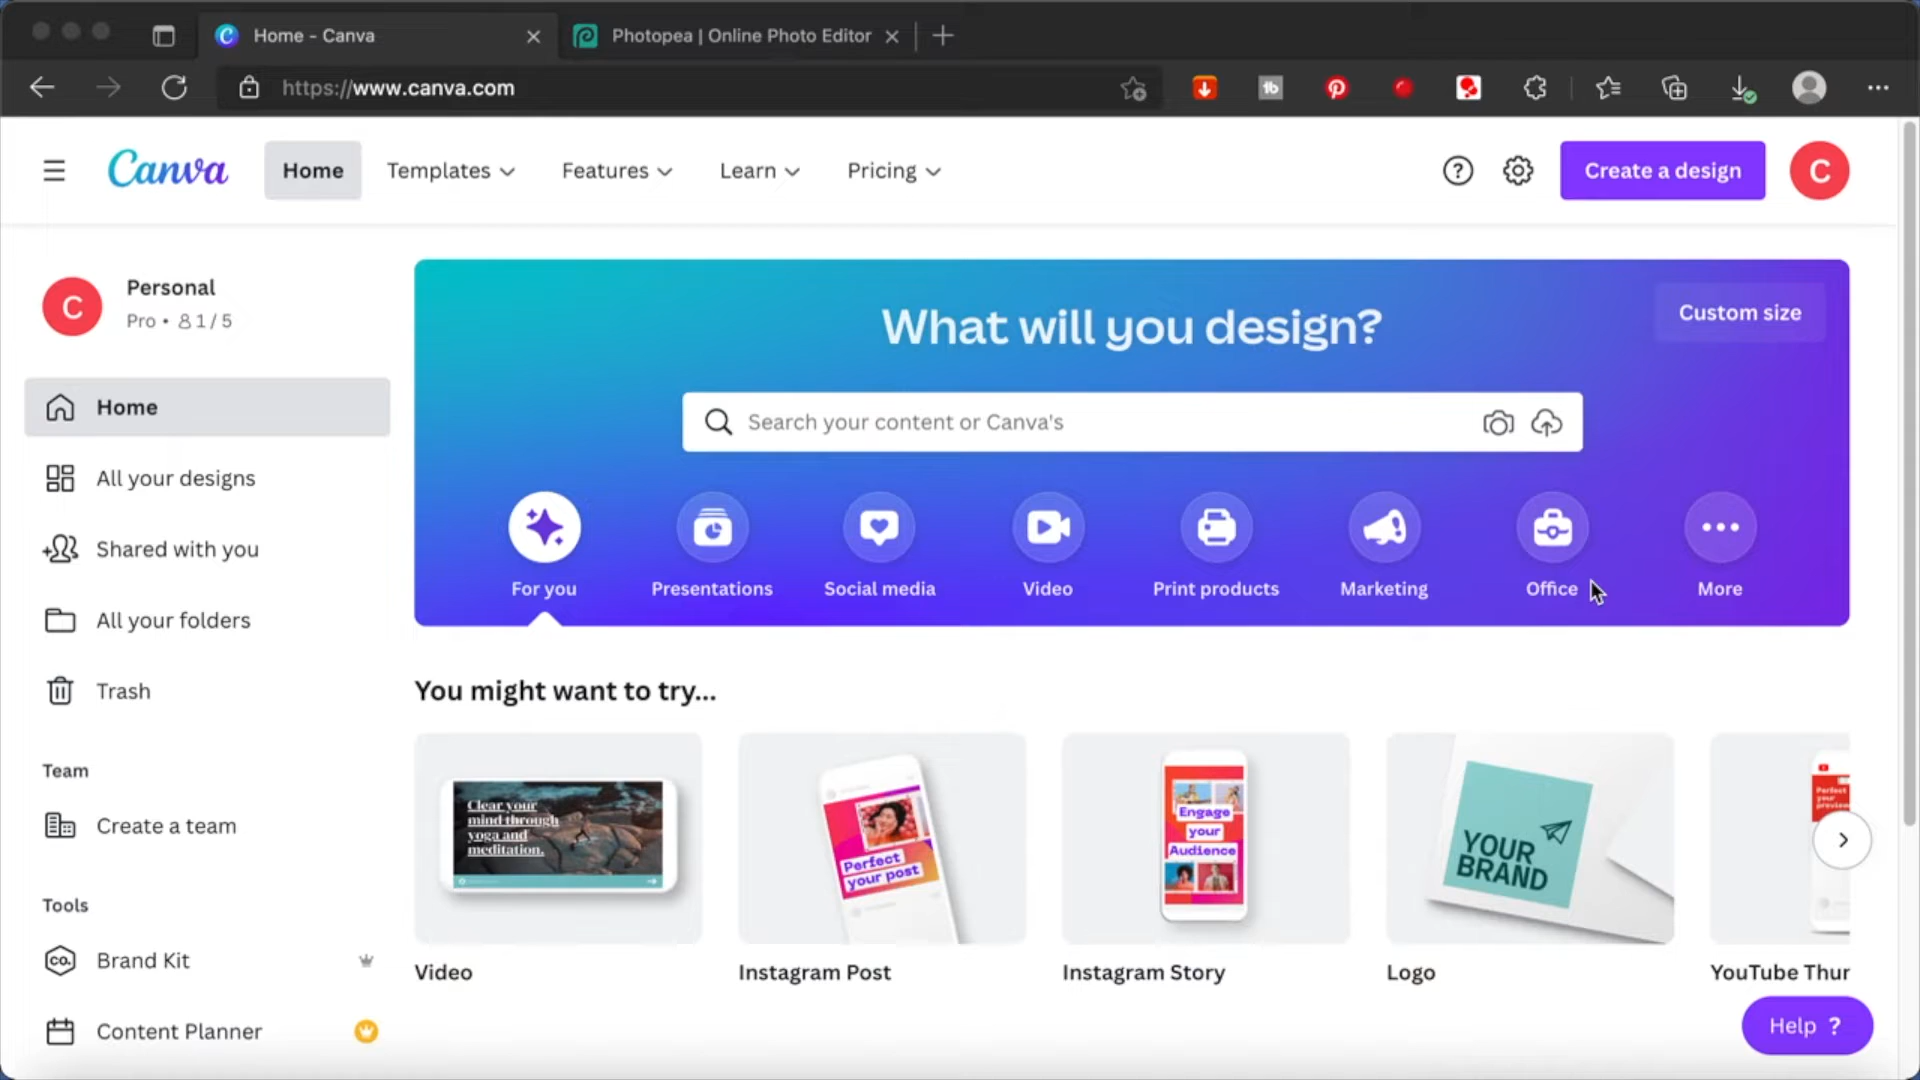 Home - Canva
Photopea | Online Photo Editor
https://www.canva.com
Canva
Home
Templates
Features
Learn
Pricing
Create a design
C
C
Personal
Pro • 1 / 5
What will you design?
Custom size
Search your content or Canva's
For you
Presentations
Social media
Video
Print products
Marketing
Office
More
Home
All your designs
Shared with you
All your folders
Trash
Team
Create a team
Tools
CO.
Brand Kit
Content Planner
You might want to try...
Clear your
mind through
yoga and
meditation.
Perfect
your post
Engage
your
Audience
YOUR
BRAND
Perfect
your
Video
Instagram Post
Instagram Story
Logo
YouTube Thur
Help ?